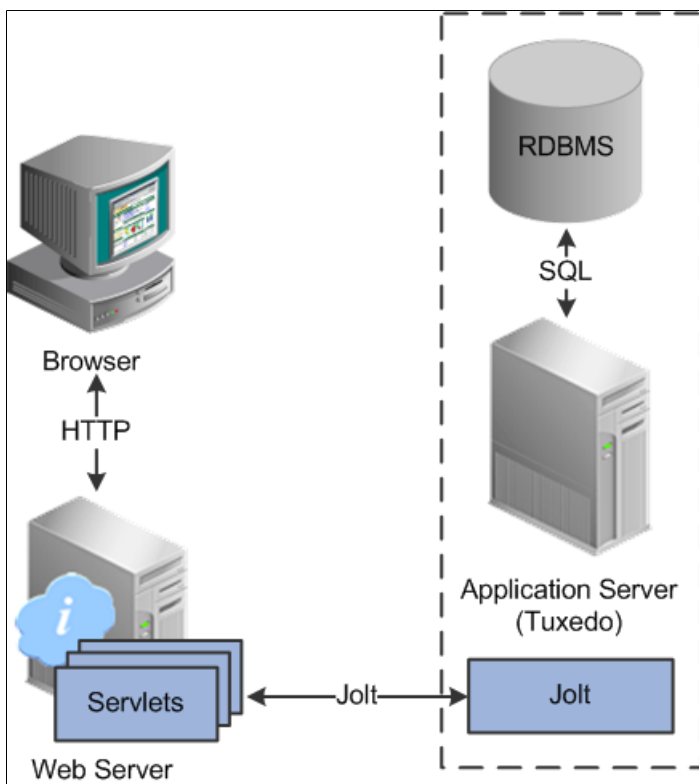 RDBMS
SQL
Browser
HTTP
Application Server
(Tuxedo)
i
Servlets
Jolt
Jolt
Web Server